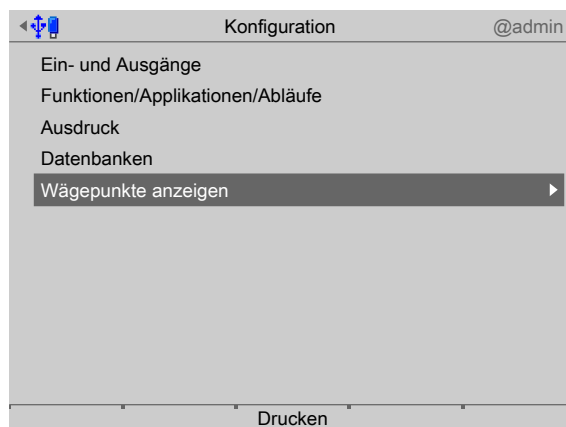 Konfiguration @admin
Ein- und Ausgänge
Funktionen/Applikationen/Abläufe
Ausdruck
Datenbanken
Wägepunkte anzeigen
Drucken